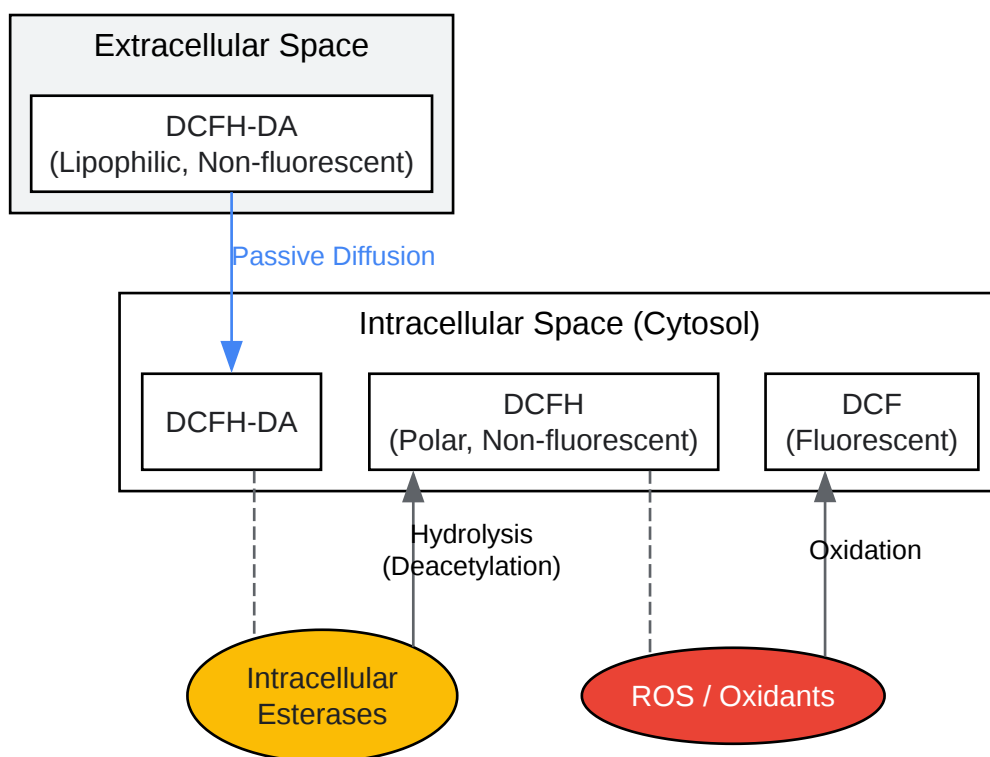 Extracellular Space
DCFH-DA
(Lipophilic, Non-fluorescent)
Passive Diffusion
Intracellular Space (Cytosol)
DCFH-DA
DCFH
(Polar, Non-fluorescent)
DCF
(Fluorescent)
Hydrolysis
(Deacetylation)
Oxidation
Intracellular
Esterases
ROS / Oxidants